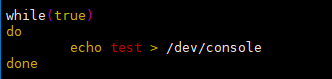 while(true)
do
        echo test > /dev/console
done